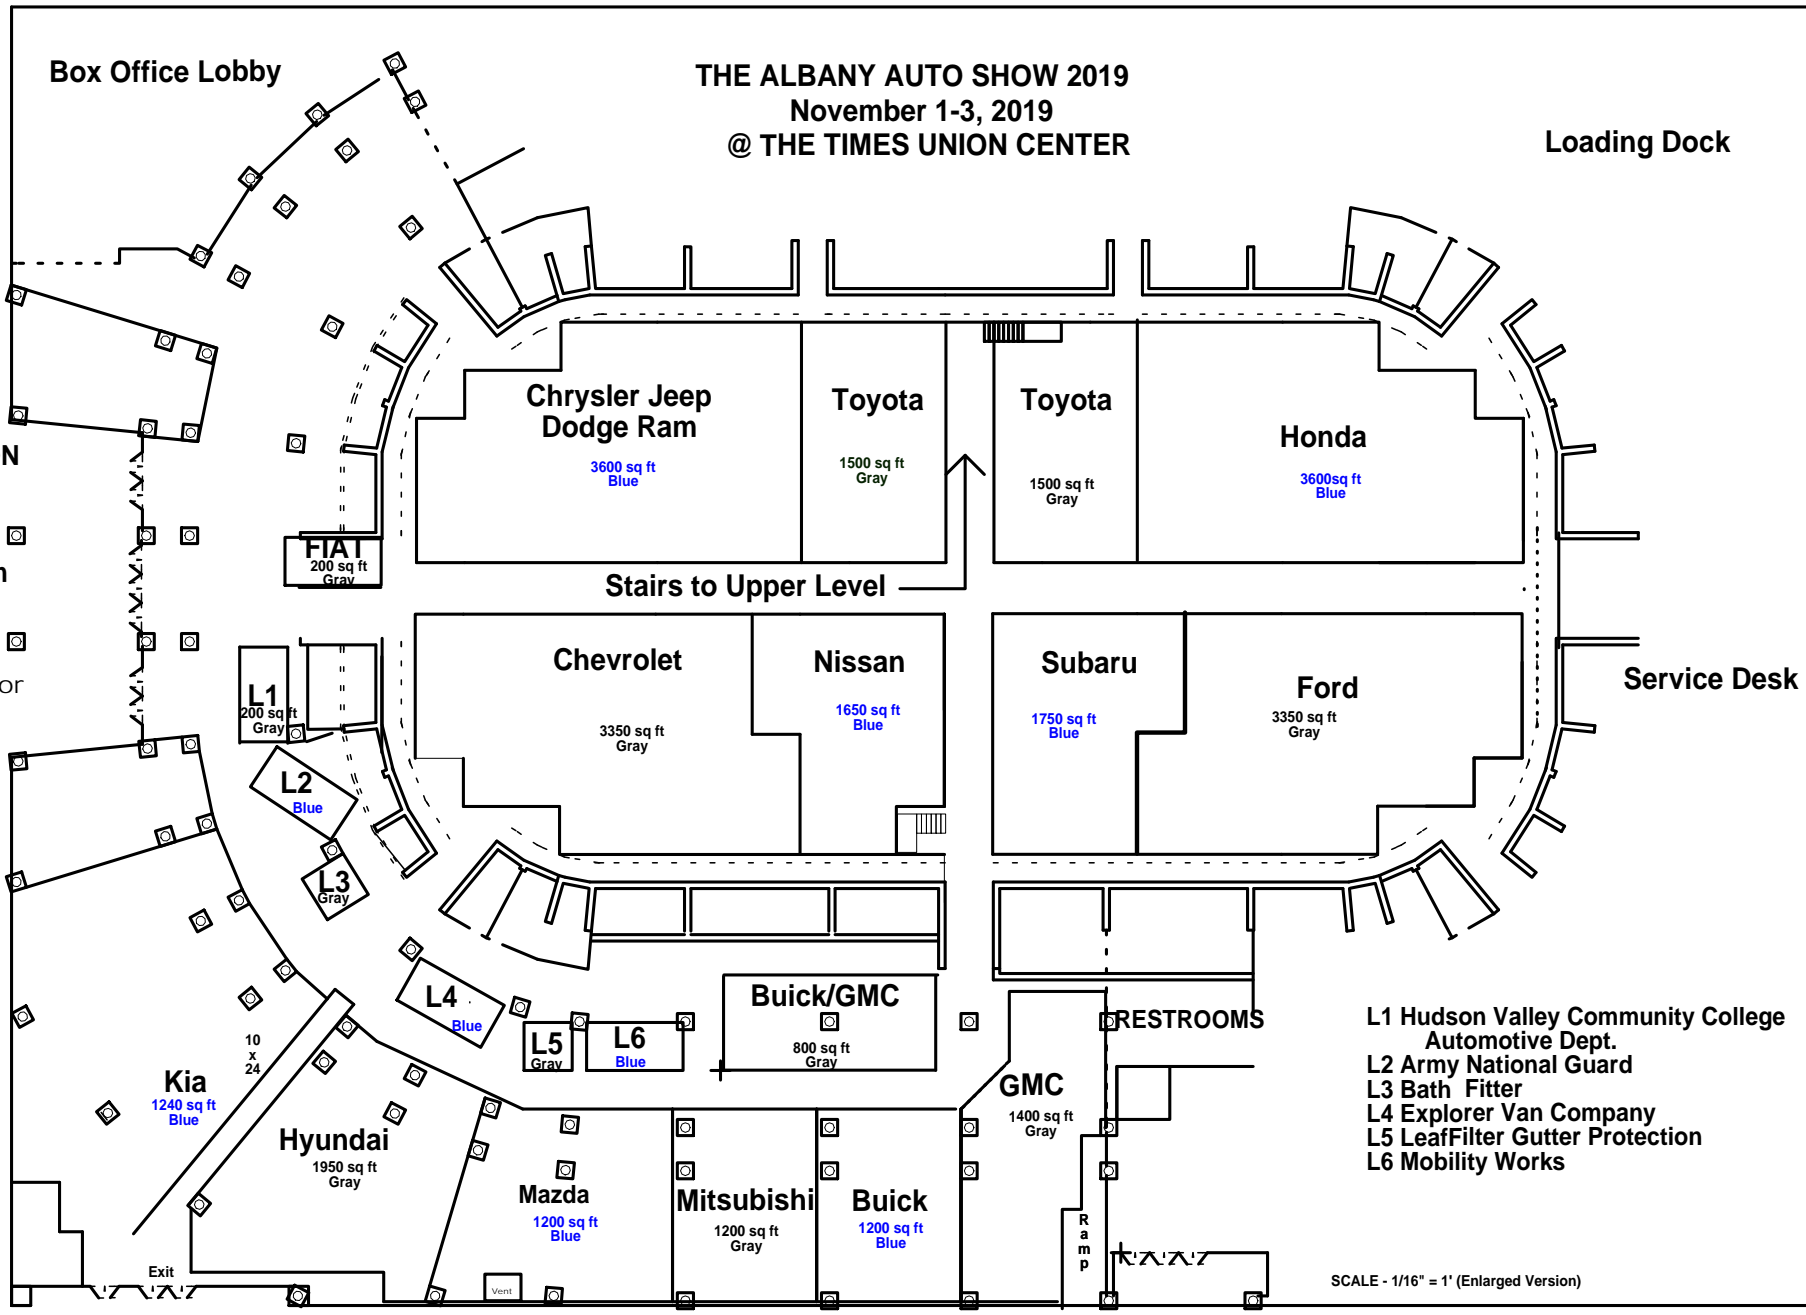 Box Office Lobby
THE ALBANY AUTO SHOW 2019
November 1-3, 2019
@ THE TIMES UNION CENTER
Loading Dock
Chrysler Jeep
Dodge Ram
3600 sq ft
Blue
Toyota
1500 sq ft
Gray
Toyota
1500 sq ft
Gray
Honda
3600sq ft
Blue
N
FIAT
200 sq ft
Gray
Stairs to Upper Level
or
L1
200 sq ft
Gray
Chevrolet
3350 sq ft
Gray
Nissan
1650 sq ft
Blue
Subaru
1750 sq ft
Blue
Ford
3350 sq ft
Gray
Service Desk
L2
Blue
L3
Gray
L4
Blue
L5
Gray
L6
Blue
Buick/GMC
800 sq ft
Gray
RESTROOMS
GMC
1400 sq ft
Gray
10
x
24
Kia
1240 sq ft
Blue
Hyundai
1950 sq ft
Gray
Mazda
1200 sq ft
Blue
Mitsubishi
1200 sq ft
Gray
Buick
1200 sq ft
Blue
Ramp
Exit
Vent
L1 Hudson Valley Community College
Automotive Dept.
L2 Army National Guard
L3 Bath Fitter
L4 Explorer Van Company
L5 LeafFilter Gutter Protection
L6 Mobility Works
SCALE - 1/16" = 1' (Enlarged Version)